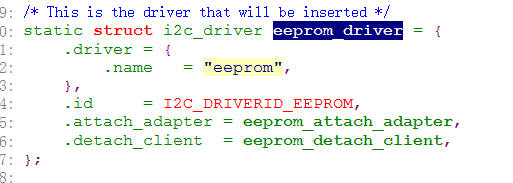 9: /* This is the driver that will be inserted */
0: static struct i2c_driver eeprom_driver = {
1:     .driver = {
2:         .name   = "eeprom",
3:     },
4:     .id     = I2C_DRIVERID_EEPROM,
5:     .attach_adapter = eeprom_attach_adapter,
6:     .detach_client  = eeprom_detach_client,
7: };
8: